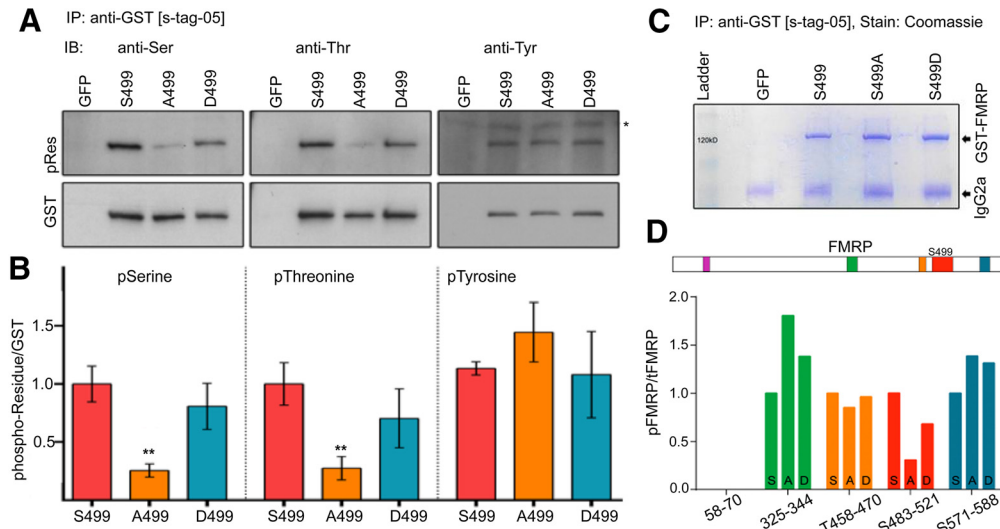 A
IP: anti-GST [s-tag-05]
IB: anti-Ser anti-Thr anti-Tyr
GFP S499 A499 D499 GFP S499 A499 D499 GFP S499 A499 D499
pRes
*
GST
B
pSerine pThreonine pTyrosine
phospho-Residue/GST
1.5
1.0
0.5
** **
S499 A499 D499 S499 A499 D499 S499 A499 D499
C
IP: anti-GST [s-tag-05], Stain: Coomassie
Ladder GFP S499 S499A S499D
120kD
GST-FMRP
IgG2a
D
FMRP
S499
pFMRP/tFMRP
2.0
1.5
1.0
0.5
0.0
S A D S A D S A D S A D
58-70 325-344 T458-470 S483-521 S571-588